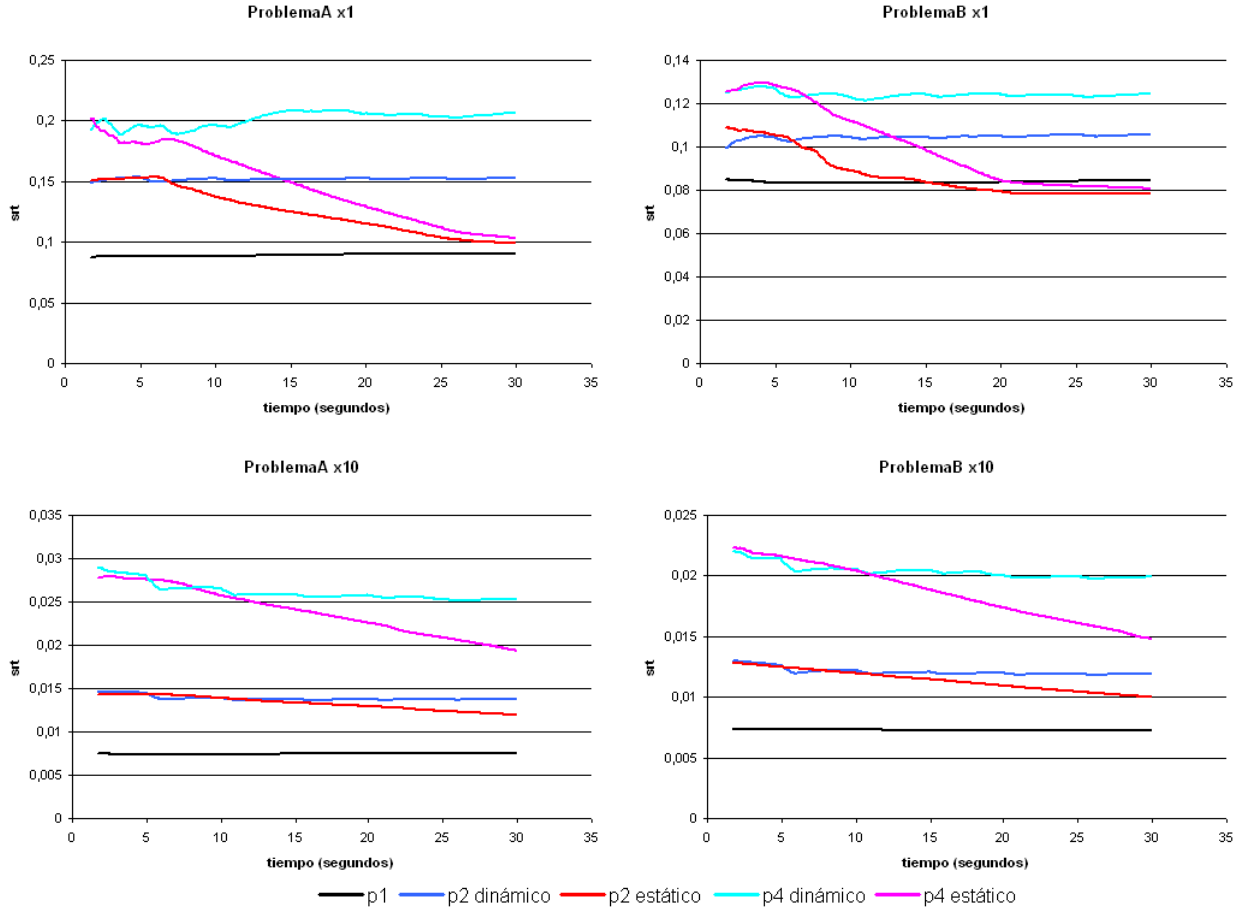 ProblemaA x1
0,25
0,2
0,15
0,1
0,05
0
srt
0 5 10 15 20 25 30 35
tiempo (segundos)
ProblemaB x1
0,14
0,12
0,1
0,08
0,06
0,04
0,02
0
srt
0 5 10 15 20 25 30 35
tiempo (segundos)
ProblemaA x10
0,035
0,03
0,025
0,02
0,015
0,01
0,005
0
srt
0 5 10 15 20 25 30 35
tiempo (segundos)
ProblemaB x10
0,025
0,02
0,015
0,01
0,005
0
srt
0 5 10 15 20 25 30 35
tiempo (segundos)
p1 p2 dinámico p2 estático p4 dinámico p4 estático